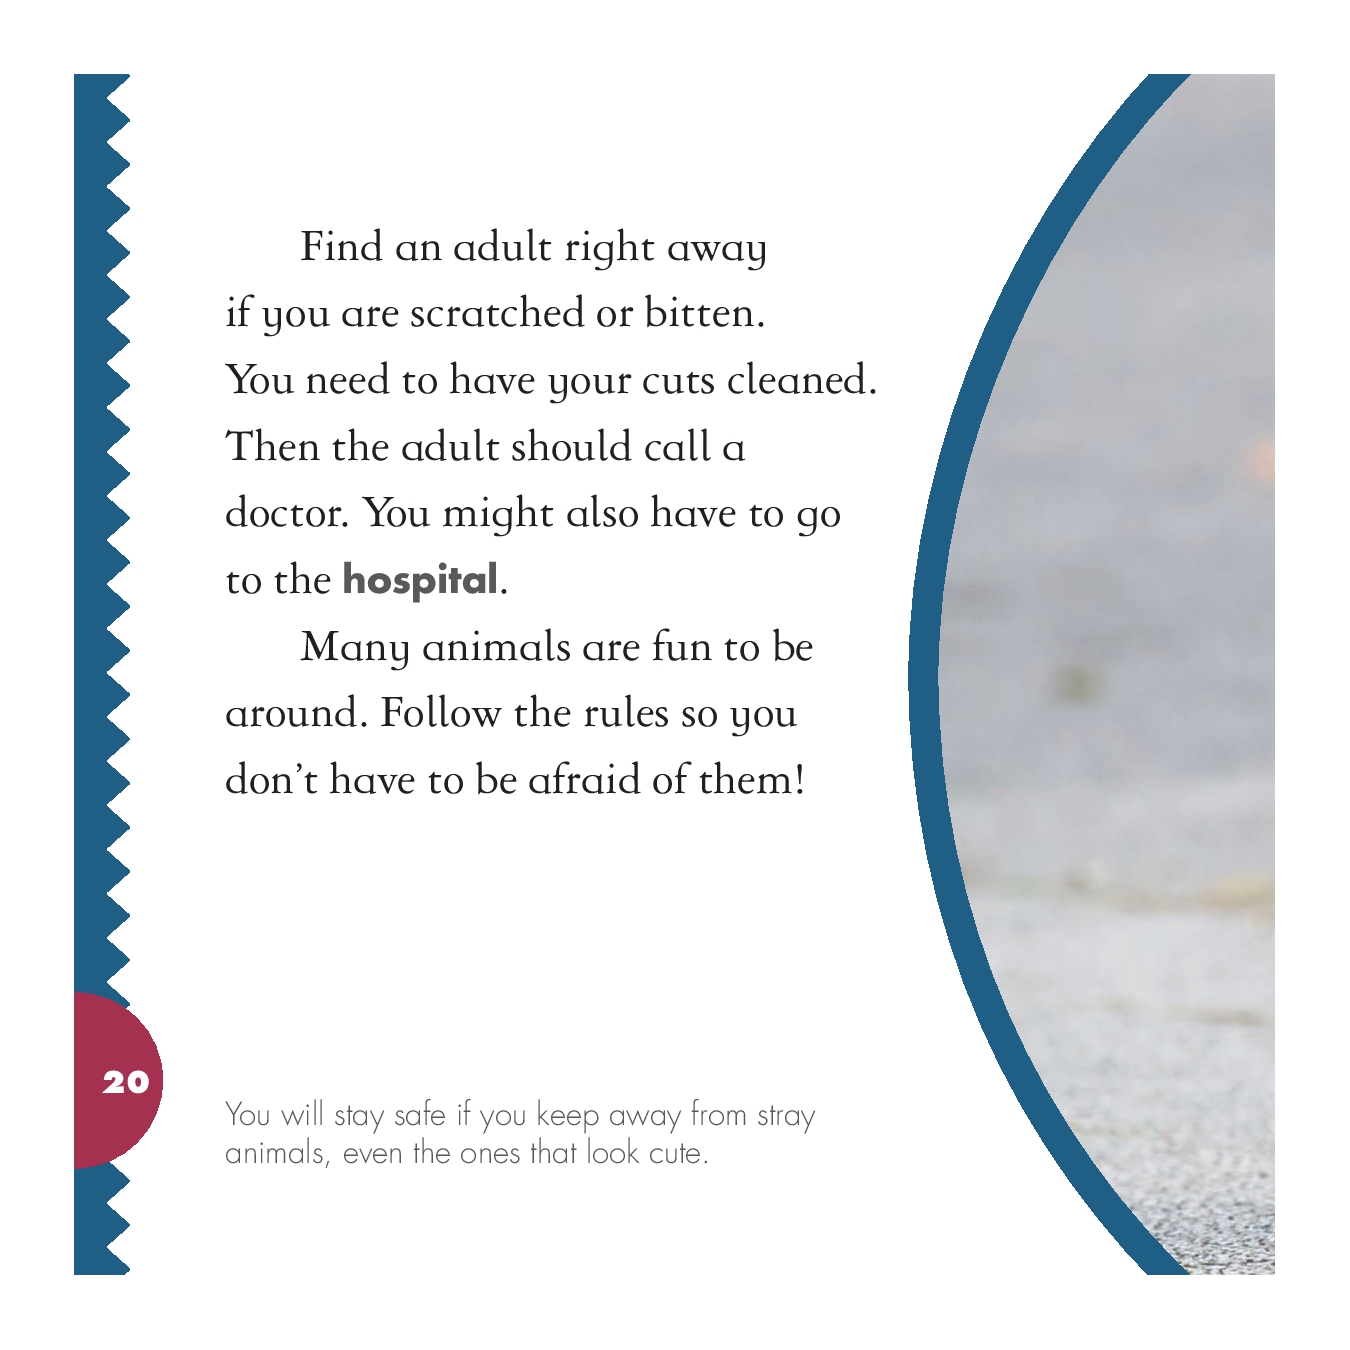 Find an adult right away
if you are scratched or bitten.
You need to have your cuts cleaned.
Then the adult should call a
doctor. You might also have to go
to the hospital.
Many animals are fun to be
around. Follow the rules so you
don’t have to be afraid of them!
20
You will stay safe if you keep away from stray
animals, even the ones that look cute.